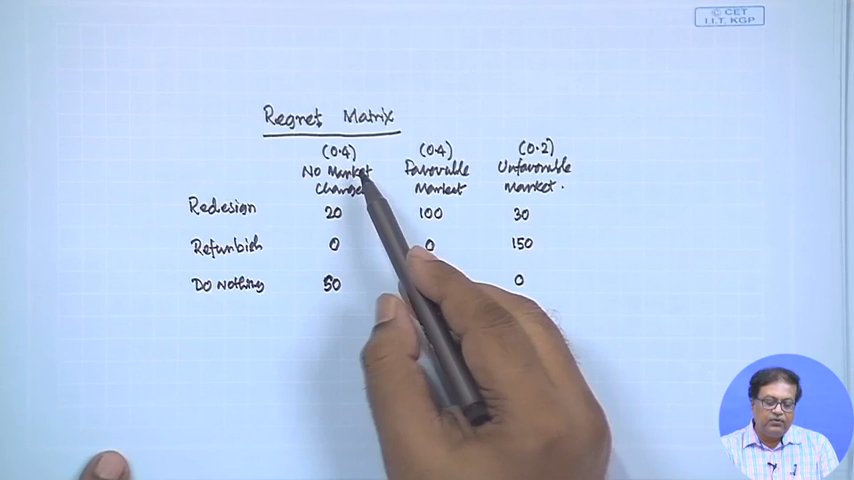 © CET
I.I.T. KGP
Regret Matrix
(0.4) (0.4) (0.2)
No Market Favorable Unfavorable
Change Market Market.
Redesign 20 100 30
Refurbish 0 0 150
Do nothing 50 0